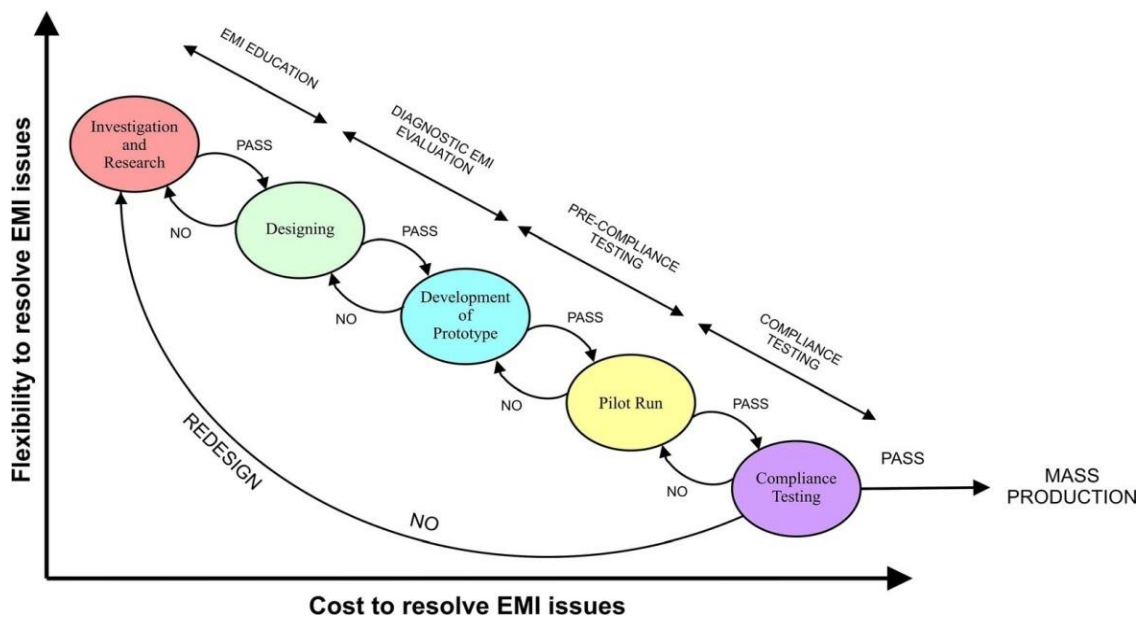 EMI EDUCATION
DIAGNOSTIC EMI
EVALUATION
PRE-COMPLIANCE
TESTING
COMPLIANCE
TESTING
Flexibility to resolve EMI issues
Investigation
and
Research
PASS
NO
Designing
PASS
NO
Development
of
Prototype
PASS
NO
Pilot Run
PASS
NO
Compliance
Testing
PASS
MASS
PRODUCTION
REDESIGN
NO
Cost to resolve EMI issues